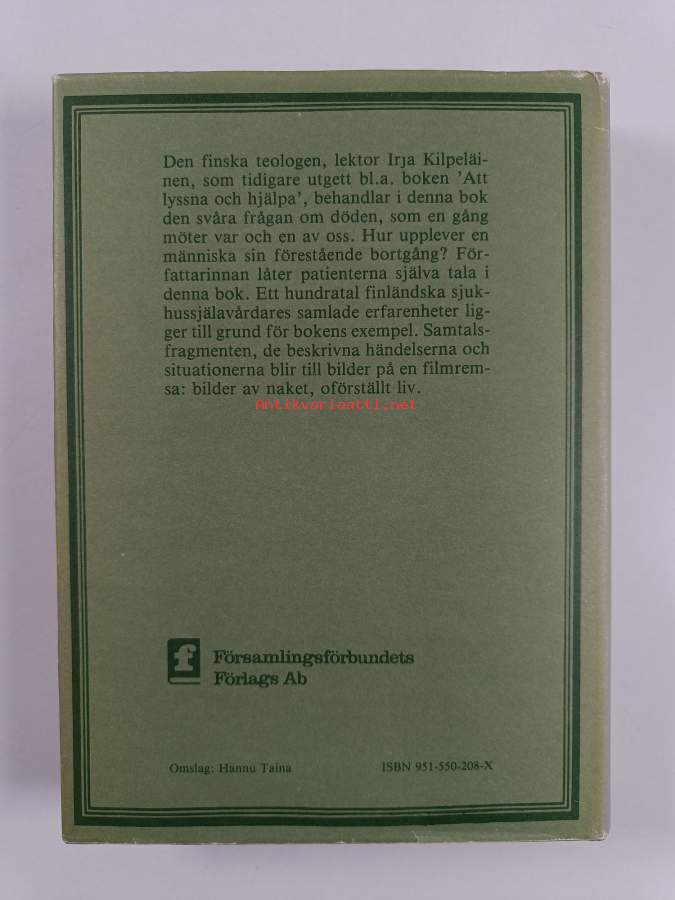 Den finska teologen, lektor Irja Kilpeläi-
nen, som tidigare utgett bl.a. boken 'Att
lyssna och hjälpa', behandlar i denna bok
den svåra frågan om döden, som en gång
möter var och en av oss. Hur upplever en
människa sin förestående bortgång? För-
fattarinnan låter patienterna själva tala i
denna bok. Ett hundratal finländska sjuk-
hussjälavårdares samlade erfarenheter lig-
ger till grund för bokens exempel. Samtals-
fragmenten, de beskrivna händelserna och
situationerna blir till bilder på en filmrem-
sa: bilder av naket, oförställt liv.
Antikvariaatti.net
f Församlingsförbundets
Förlags Ab
Omslag: Hannu Taina ISBN 951-550-208-X